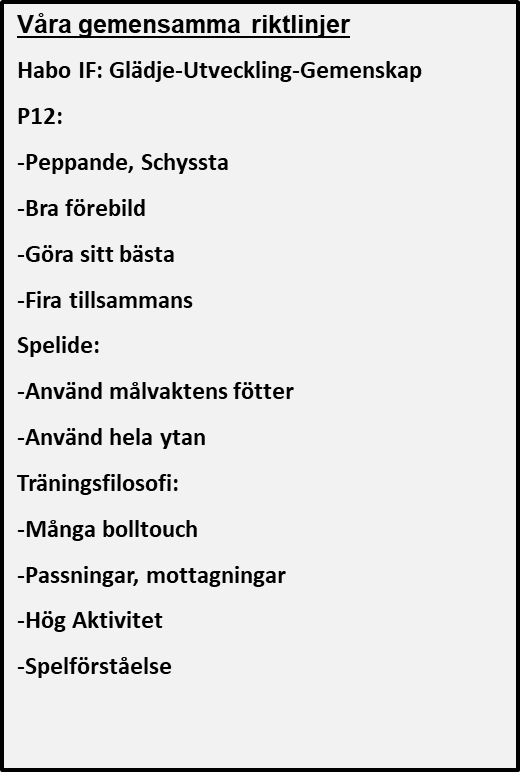 Våra gemensamma riktlinjer
Habo IF: Glädje-Utveckling-Gemenskap
P12:
-Peppande, Schyssta
-Bra förebild
-Göra sitt bästa
-Fira tillsammans
Spelide:
-Använd målvaktens fötter
-Använd hela ytan
Träningsfilosofi:
-Många bolltouch
-Passningar, mottagningar
-Hög Aktivitet
-Spelförståelse